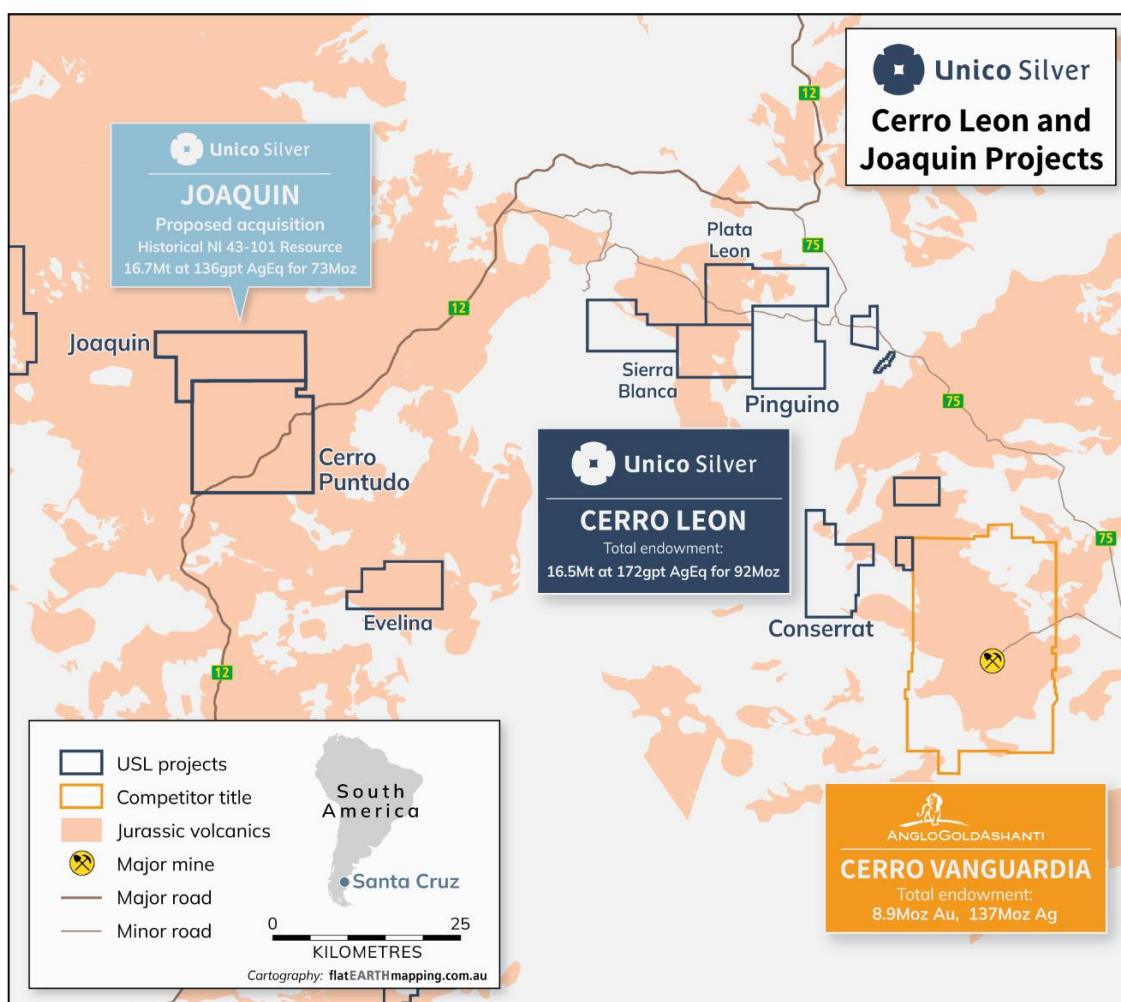 Unico Silver
Cerro Leon and
Joaquin Projects
12
Unico Silver
JOAQUIN
Proposed acquisition
Historical NI 43-101 Resource
16.7Mt at 136gpt AgEq for 73Moz
Plata
Leon
75
12
Joaquin
Sierra
Blanca
Pinguino
75
Cerro
Puntudo
Unico Silver
CERRO LEON
Total endowment:
16.5Mt at 172gpt AgEq for 92Moz
75
Evelina
Conserrat
12
USL projects
Competitor title
Jurassic volcanics
Major mine
Major road
Minor road
South
America
Santa Cruz
0 25
KILOMETRES
Cartography: flatEARTHmapping.com.au
ANGLOGOLDASHANTI
CERRO VANGUARDIA
Total endowment:
8.9Moz Au, 137Moz Ag